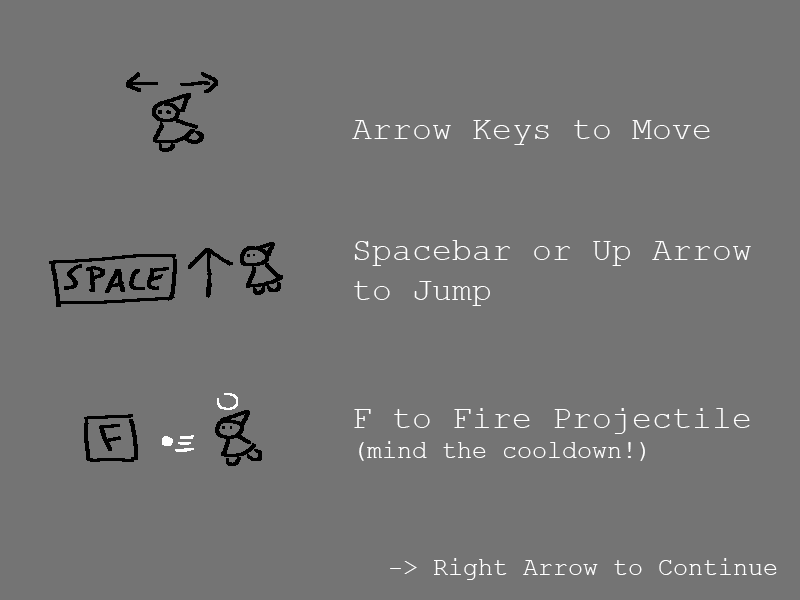 Arrow Keys to Move
SPACE
Spacebar or Up Arrow
to Jump
F
F to Fire Projectile
(mind the cooldown!)
-> Right Arrow to Continue